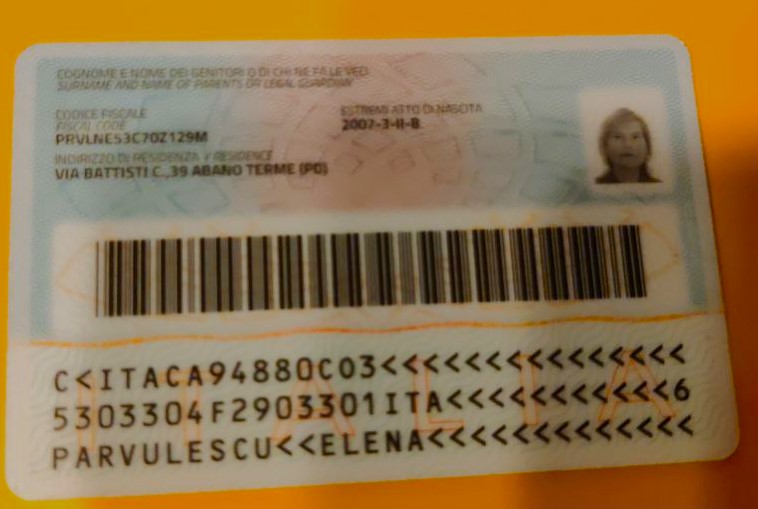 COGNOME E NOME DEI GENITORI O DI CHI NE FA LE VECI
SURNAME AND NAME OF PARENTS OR LEGAL GUARDIAN
CODICE FISCALE
FISCAL CODE
PRVLNE53C70Z129M
ESTREMI ATTO DI NASCITA
2007-3-II-B
INDIRIZZO DI RESIDENZA / RESIDENCE
VIA BATTISTI C.,39 ABANO TERME (PD)
C<ITACA94880CO3<<<<<<<<<<<<<<<
5303304F2903301ITA<<<<<<<<<<<6
PARVULESCU<<ELENA<<<<<<<<<<<<<
ITALIA